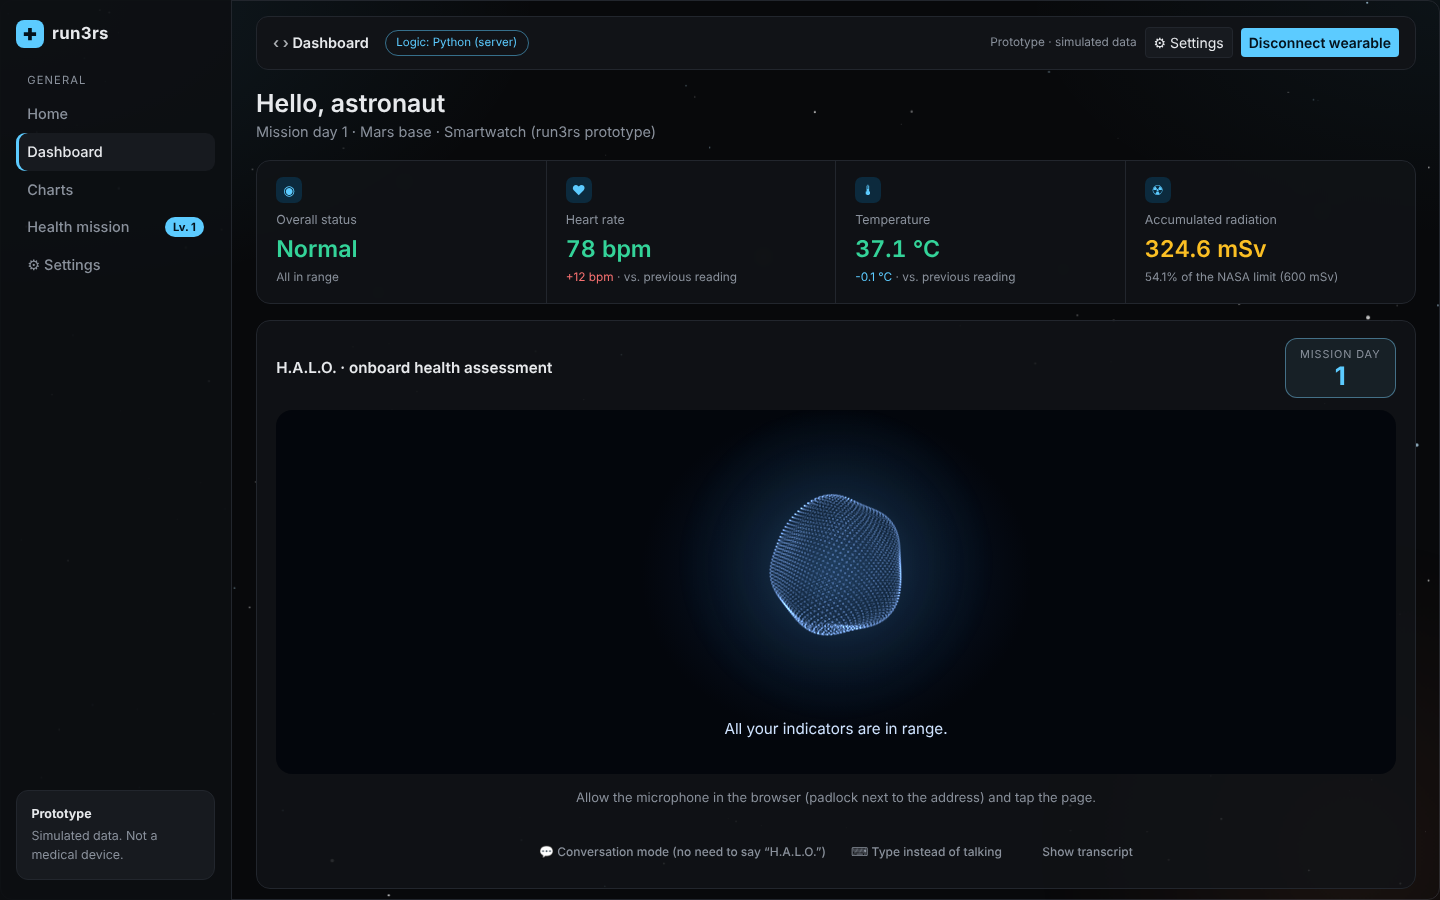 run3rs
GENERAL
Home
Dashboard
Charts
Health mission Lv. 1
⚙ Settings
Prototype
Simulated data. Not a
medical device.
‹ › Dashboard Logic: Python (server) Prototype · simulated data ⚙ Settings Disconnect wearable
Hello, astronaut
Mission day 1 · Mars base · Smartwatch (run3rs prototype)
Overall status
Normal
All in range
Heart rate
78 bpm
+12 bpm · vs. previous reading
Temperature
37.1 °C
-0.1 °C · vs. previous reading
Accumulated radiation
324.6 mSv
54.1% of the NASA limit (600 mSv)
H.A.L.O. · onboard health assessment
MISSION DAY
1
All your indicators are in range.
Allow the microphone in the browser (padlock next to the address) and tap the page.
💬 Conversation mode (no need to say “H.A.L.O.”) ⌨ Type instead of talking Show transcript